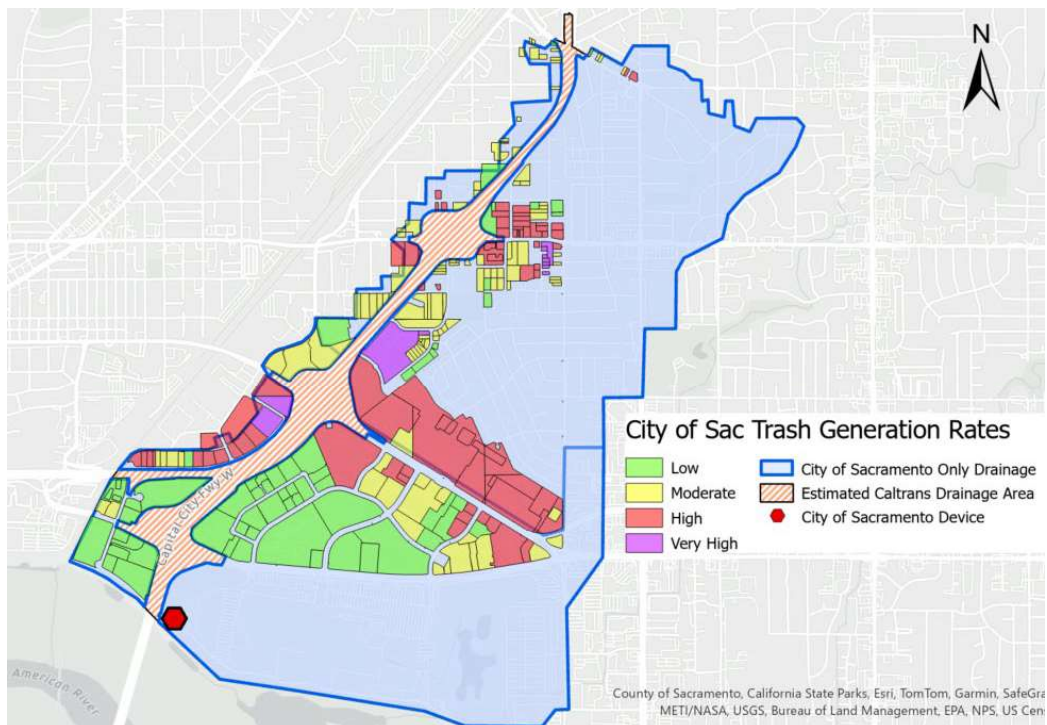 N
Capital City Fwy W
City of Sac Trash Generation Rates
Low
Moderate
High
Very High
City of Sacramento Only Drainage
Estimated Caltrans Drainage Area
City of Sacramento Device
American River
County of Sacramento, California State Parks, Esri, TomTom, Garmin, SafeGra
METI/NASA, USGS, Bureau of Land Management, EPA, NPS, US Cens